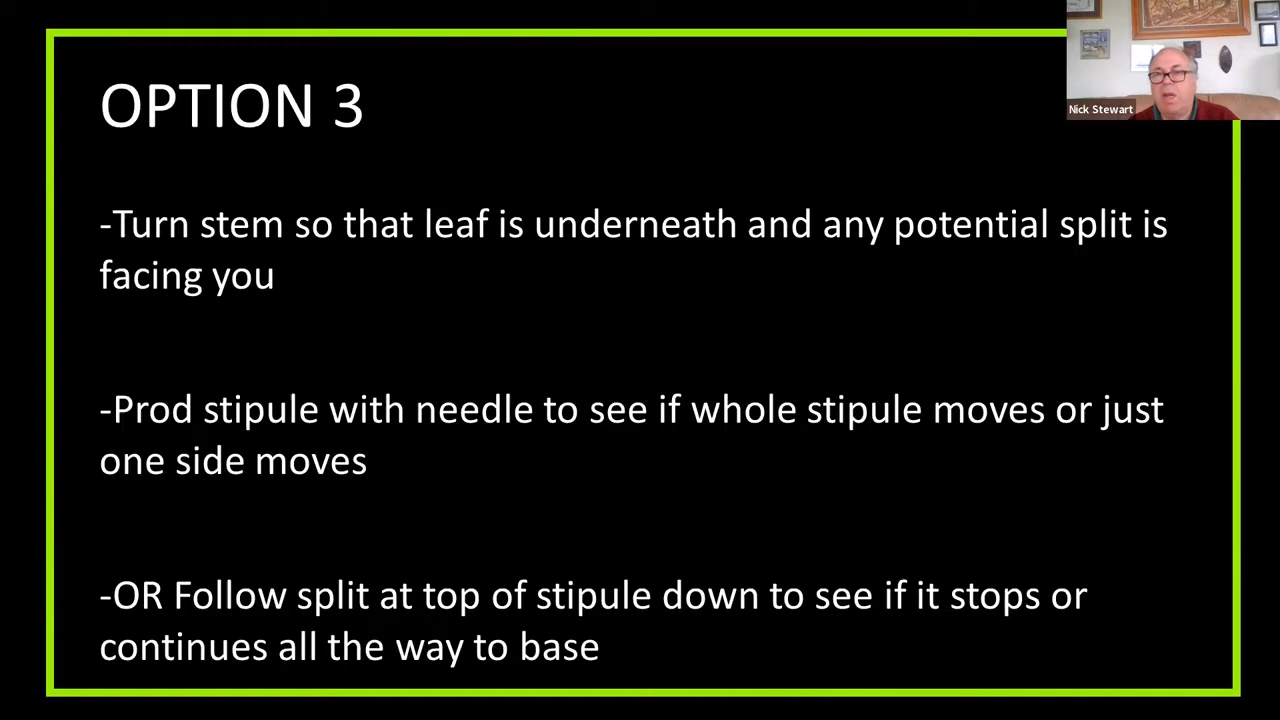 OPTION 3
Nick Stewart
-Turn stem so that leaf is underneath and any potential split is
facing you
-Prod stipule with needle to see if whole stipule moves or just
one side moves
-OR Follow split at top of stipule down to see if it stops or
continues all the way to base